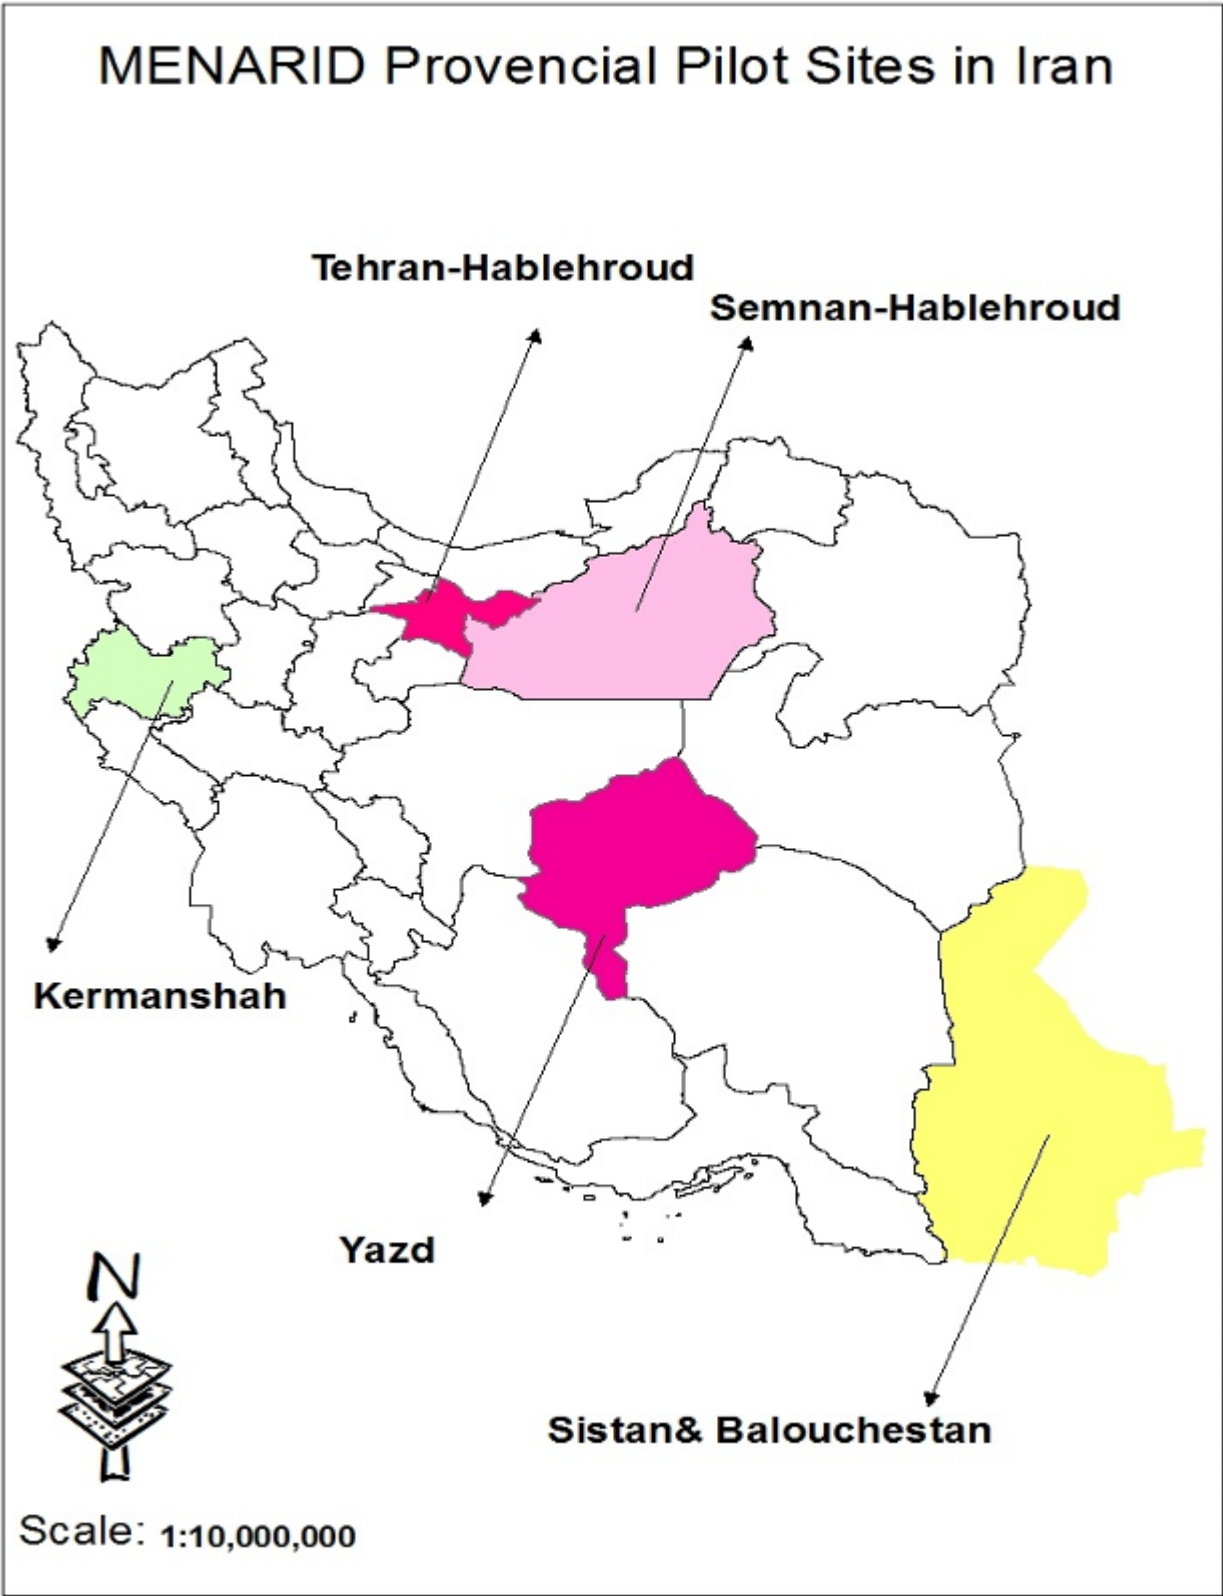 MENARID Provencial Pilot Sites in Iran
Tehran-Hablehroud
Semnan-Hablehroud
Kermanshah
Yazd
Sistan& Balouchestan
N
Scale: 1:10,000,000